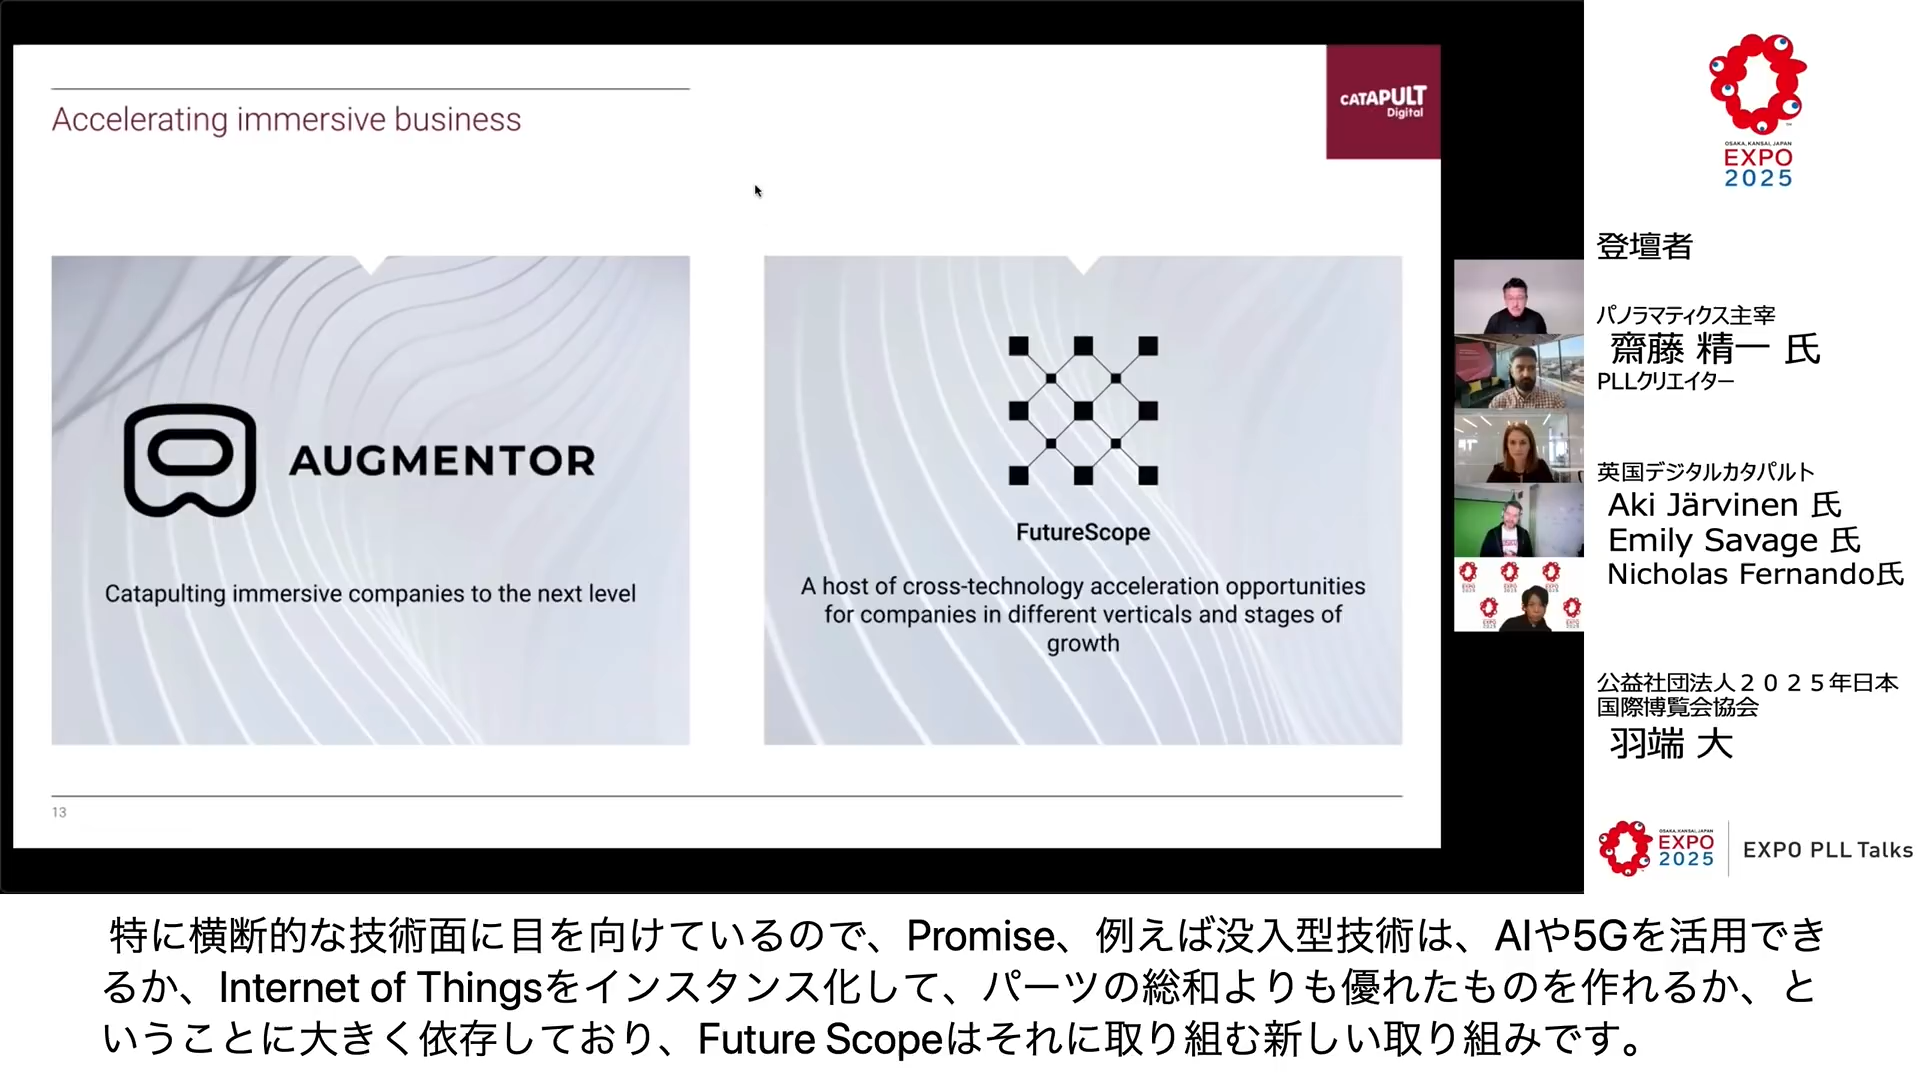 Accelerating immersive business
CATAPULT
Digital
AUGMENTOR
Catapulting immersive companies to the next level
FutureScope
A host of cross-technology acceleration opportunities
for companies in different verticals and stages of
growth
13
OSAKA, KANSAI, JAPAN
EXPO
2025
登壇者
パノラマティクス主宰
齋藤 精一 氏
PLLクリエイター
英国デジタルカタパルト
Aki Järvinen 氏
Emily Savage 氏
Nicholas Fernando氏
公益社団法人２０２５年日本
国際博覧会協会
羽端 大
OSAKA, KANSAI, JAPAN
EXPO
2025
EXPO PLL Talks
特に横断的な技術面に目を向けているので、Promise、例えば没入型技術は、AIや5Gを活用でき
るか、Internet of Thingsをインスタンス化して、パーツの総和よりも優れたものを作れるか、と
いうことに大きく依存しており、Future Scopeはそれに取り組む新しい取り組みです。